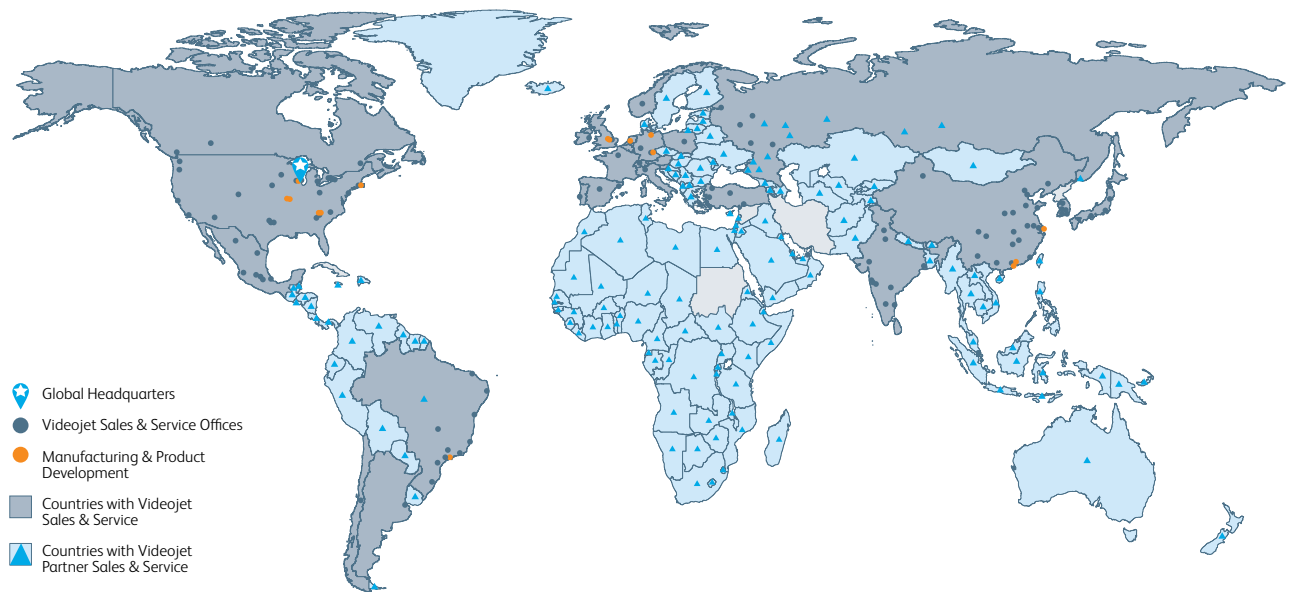 Global Headquarters
Videojet Sales & Service Offices
Manufacturing & Product
Development
Countries with Videojet
Sales & Service
Countries with Videojet
Partner Sales & Service